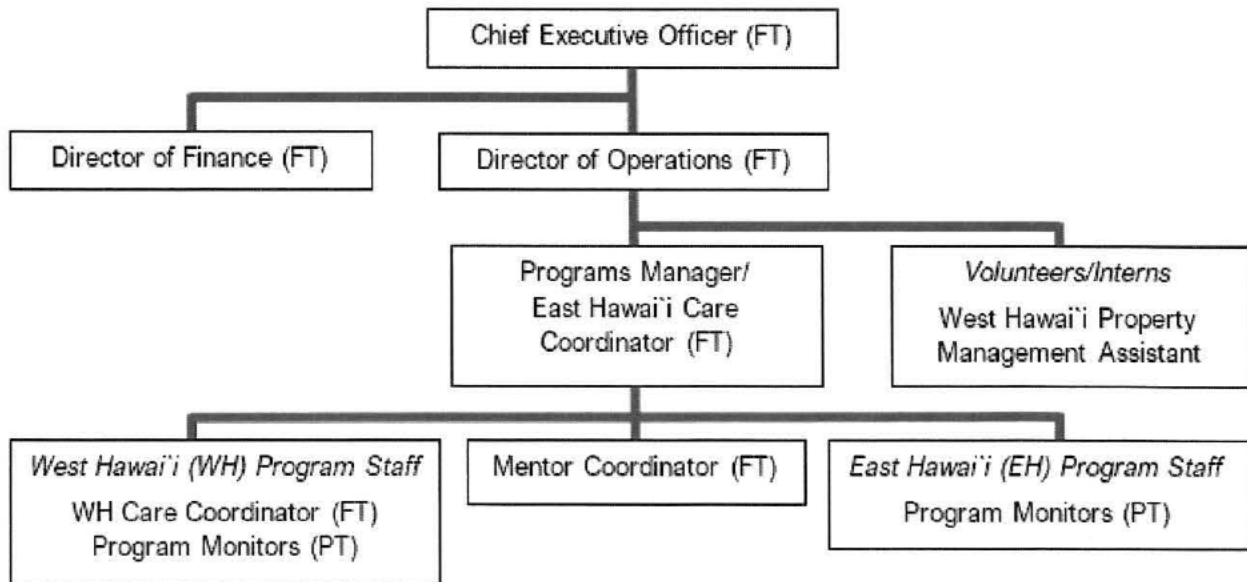 Chief Executive Officer (FT)
Director of Finance (FT)
Director of Operations (FT)
Programs Manager/
East Hawai`i Care
Coordinator (FT)
Volunteers/Interns
West Hawai`i Property
Management Assistant
West Hawai`i (WH) Program Staff
WH Care Coordinator (FT)
Program Monitors (PT)
Mentor Coordinator (FT)
East Hawai`i (EH) Program Staff
Program Monitors (PT)